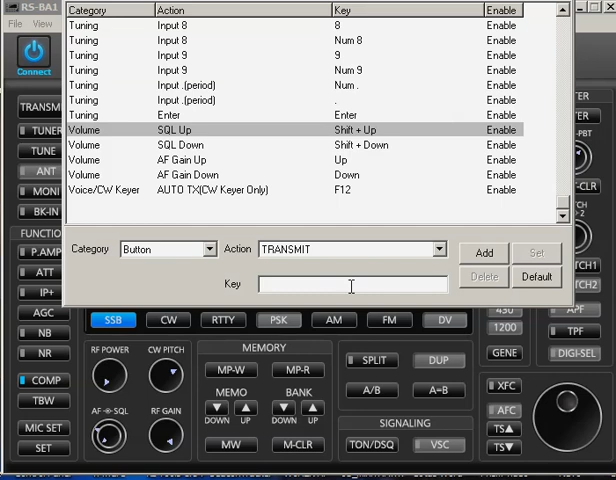 RS-BA1
File View
Connect
Category Action Key Enable
Tuning Input 8 8 Enable
Tuning Input 8 Num 8 Enable
Tuning Input 9 9 Enable
Tuning Input 9 Num 9 Enable
Tuning Input .(period) Num . Enable
Tuning Input .(period) . Enable
Tuning Enter Enter Enable
Volume SQL Up Shift + Up Enable
Volume SQL Down Shift + Down Enable
Volume AF Gain Up Up Enable
Volume AF Gain Down Down Enable
Voice/CW Keyer AUTO TX(CW Keyer Only) F12 Enable
Category Button Action TRANSMIT Add Set
Key Delete Default
TRANSM
TUNER
TUNE
ANT
MONI
BK-IN
FUNCTIO
P.AMP
ATT
IP+
AGC
NB
NR
COMP
TBW
MIC SET
SET
SSB CW RTTY PSK AM FM DV
RF POWER CW PITCH
AF SQL RF GAIN
MEMORY
MP-W MP-R
MEMO BANK
DOWN UP DOWN UP
MW M-CLR
SPLIT DUP
A/B A=B
SIGNALING
TON/DSQ VSC
TER
-PBT
TCH
TCH1
TCH2
430
1200
GENE
APF
TPF
DIGI-SEL
XFC
AFC
TS▲
TS▼